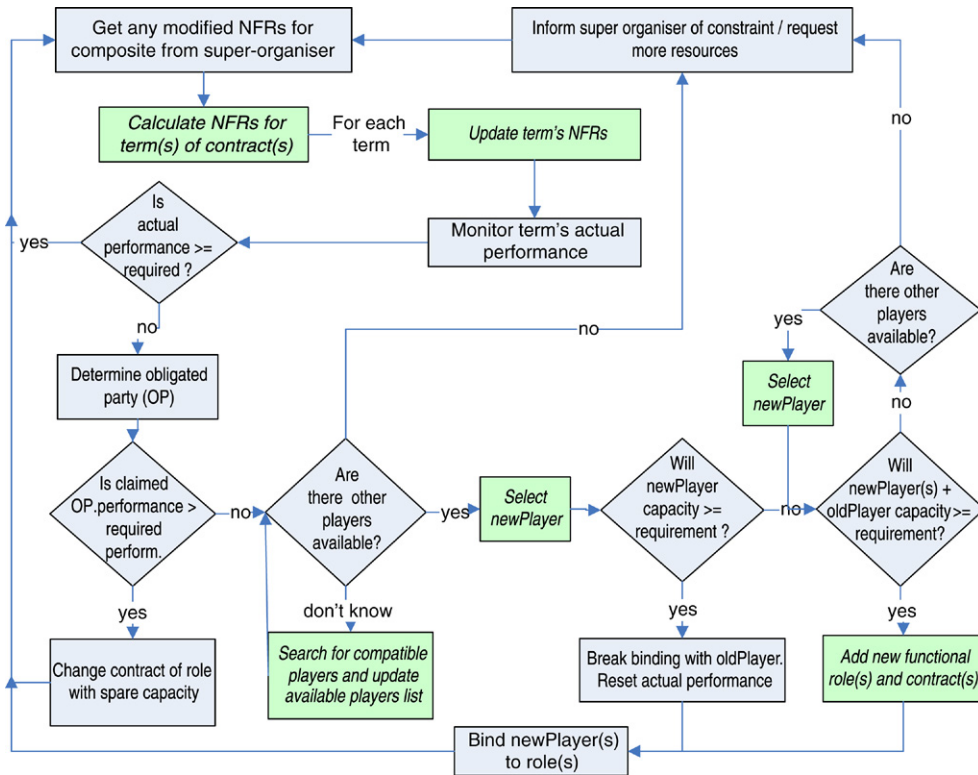 Get any modified NFRs for
composite from super-organiser
Inform super organiser of constraint / request
more resources
no
Calculate NFRs for
term(s) of contract(s)
For each
term
Update term's NFRs
Is
actual
performance >=
required ?
yes
Monitor term's actual
performance
Are
there other
players
available?
no
no
yes
Determine obligated
party (OP)
Select
newPlayer
no
Is claimed
OP.performance >
required
perform.
no
Are
there other
players
available?
yes
Select
newPlayer
Will
newPlayer
capacity >=
requirement ?
no
Will
newPlayer(s) +
oldPlayer capacity>=
requirement?
yes
don't know
yes
yes
Change contract of role
with spare capacity
Search for compatible
players and update
available players list
Break binding with oldPlayer.
Reset actual performance
Add new functional
role(s) and contract(s)
Bind newPlayer(s)
to role(s)